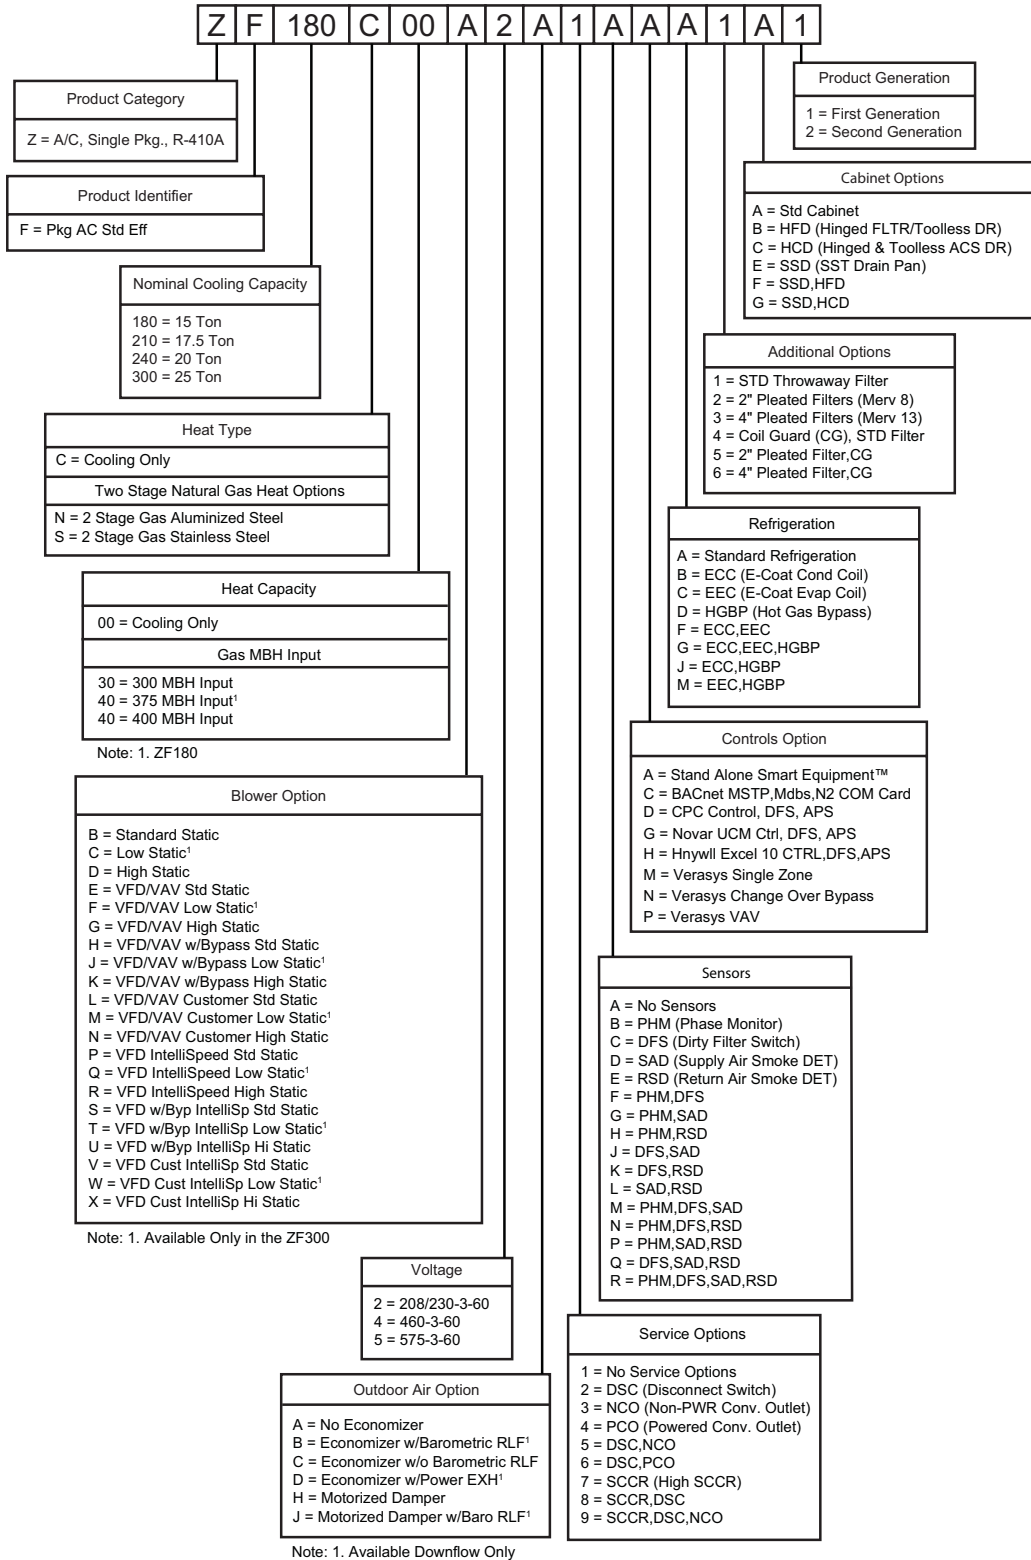 Z F 180 C 00 A 2 A 1 A A A 1 A 1
Product Category
Z = A/C, Single Pkg., R-410A
Product Identifier
F = Pkg AC Std Eff
Nominal Cooling Capacity
180 = 15 Ton
210 = 17.5 Ton
240 = 20 Ton
300 = 25 Ton
Heat Type
C = Cooling Only
Two Stage Natural Gas Heat Options
N = 2 Stage Gas Aluminized Steel
S = 2 Stage Gas Stainless Steel
Heat Capacity
00 = Cooling Only
Gas MBH Input
30 = 300 MBH Input
40 = 375 MBH Input¹
40 = 400 MBH Input
Note: 1. ZF180
Blower Option
B = Standard Static
C = Low Static¹
D = High Static
E = VFD/VAV Std Static
F = VFD/VAV Low Static¹
G = VFD/VAV High Static
H = VFD/VAV w/Bypass Std Static
J = VFD/VAV w/Bypass Low Static¹
K = VFD/VAV w/Bypass High Static
L = VFD/VAV Customer Std Static
M = VFD/VAV Customer Low Static¹
N = VFD/VAV Customer High Static
P = VFD IntelliSpeed Std Static
Q = VFD IntelliSpeed Low Static¹
R = VFD IntelliSpeed High Static
S = VFD w/Byp IntelliSp Std Static
T = VFD w/Byp IntelliSp Low Static¹
U = VFD w/Byp IntelliSp Hi Static
V = VFD Cust IntelliSp Std Static
W = VFD Cust IntelliSp Low Static¹
X = VFD Cust IntelliSp Hi Static
Note: 1. Available Only in the ZF300
Voltage
2 = 208/230-3-60
4 = 460-3-60
5 = 575-3-60
Outdoor Air Option
A = No Economizer
B = Economizer w/Barometric RLF¹
C = Economizer w/o Barometric RLF
D = Economizer w/Power EXH¹
H = Motorized Damper
J = Motorized Damper w/Baro RLF¹
Note: 1. Available Downflow Only
Product Generation
1 = First Generation
2 = Second Generation
Cabinet Options
A = Std Cabinet
B = HFD (Hinged FLTR/Toolless DR)
C = HCD (Hinged & Toolless ACS DR)
E = SSD (SST Drain Pan)
F = SSD,HFD
G = SSD,HCD
Additional Options
1 = STD Throwaway Filter
2 = 2" Pleated Filters (Merv 8)
3 = 4" Pleated Filters (Merv 13)
4 = Coil Guard (CG), STD Filter
5 = 2" Pleated Filter,CG
6 = 4" Pleated Filter,CG
Refrigeration
A = Standard Refrigeration
B = ECC (E-Coat Cond Coil)
C = EEC (E-Coat Evap Coil)
D = HGBP (Hot Gas Bypass)
F = ECC,EEC
G = ECC,EEC,HGBP
J = ECC,HGBP
M = EEC,HGBP
Controls Option
A = Stand Alone Smart Equipment™
C = BACnet MSTP,Mdbs,N2 COM Card
D = CPC Control, DFS, APS
G = Novar UCM Ctrl, DFS, APS
H = Hnywll Excel 10 CTRL,DFS,APS
M = Verasys Single Zone
N = Verasys Change Over Bypass
P = Verasys VAV
Sensors
A = No Sensors
B = PHM (Phase Monitor)
C = DFS (Dirty Filter Switch)
D = SAD (Supply Air Smoke DET)
E = RSD (Return Air Smoke DET)
F = PHM,DFS
G = PHM,SAD
H = PHM,RSD
J = DFS,SAD
K = DFS,RSD
L = SAD,RSD
M = PHM,DFS,SAD
N = PHM,DFS,RSD
P = PHM,SAD,RSD
Q = DFS,SAD,RSD
R = PHM,DFS,SAD,RSD
Service Options
1 = No Service Options
2 = DSC (Disconnect Switch)
3 = NCO (Non-PWR Conv. Outlet)
4 = PCO (Powered Conv. Outlet)
5 = DSC,NCO
6 = DSC,PCO
7 = SCCR (High SCCR)
8 = SCCR,DSC
9 = SCCR,DSC,NCO